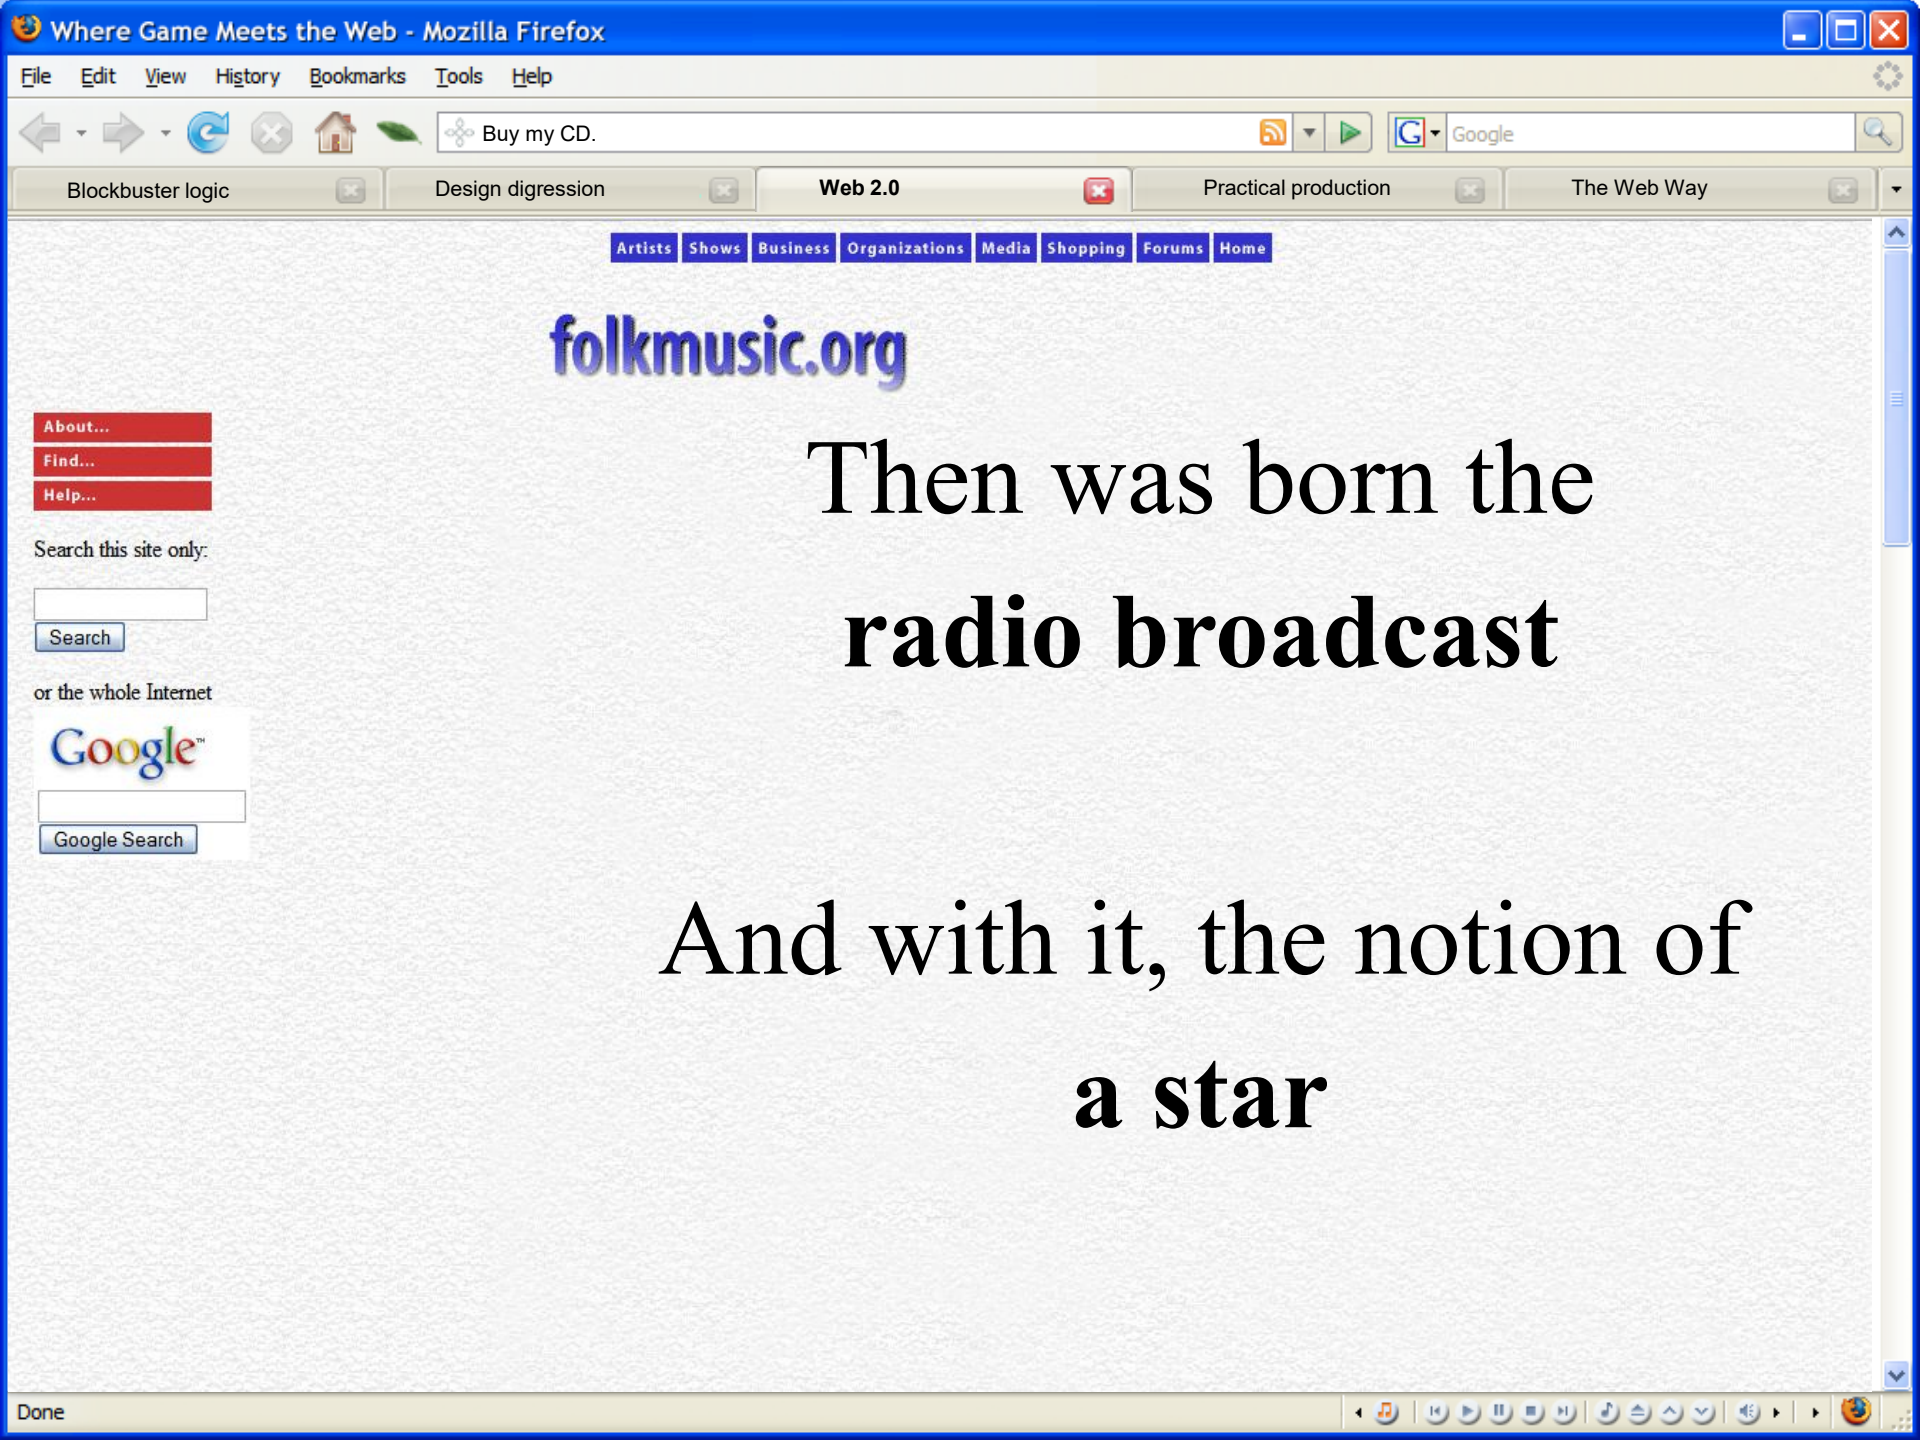 Where Game Meets the Web - Mozilla Firefox
File Edit View History Bookmarks Tools Help
Buy my CD.
G Google
Blockbuster logic Design digression Web 2.0 Practical production The Web Way
Artists Shows Business Organizations Media Shopping Forums Home
folkmusic.org
About...
Find...
Help...
Then was born the
radio broadcast
Search this site only:
Search
or the whole Internet
Google™
Google Search
And with it, the notion of
a star
Done